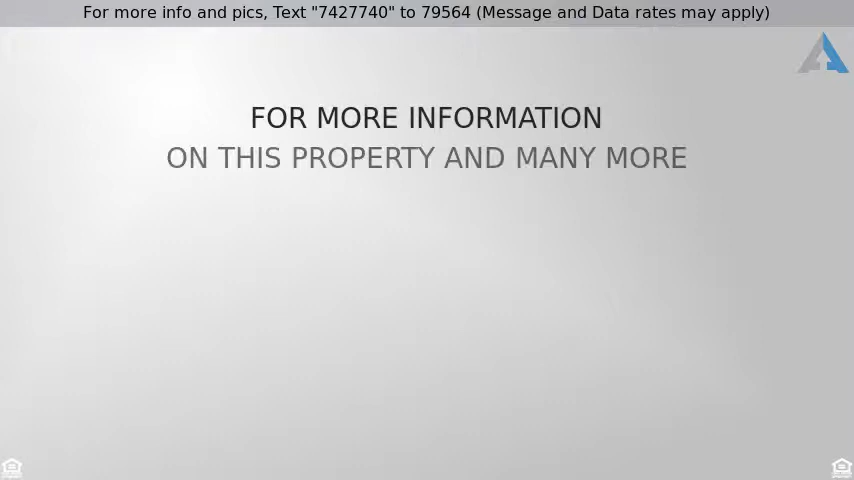 For more info and pics, Text "7427740" to 79564 (Message and Data rates may apply)
FOR MORE INFORMATION
ON THIS PROPERTY AND MANY MORE